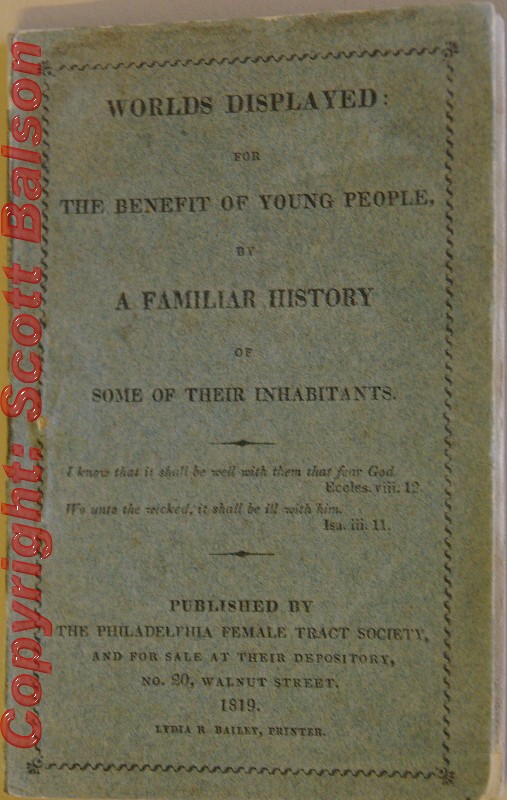 WORLDS DISPLAYED:
FOR
THE BENEFIT OF YOUNG PEOPLE,
BY
A FAMILIAR HISTORY
OF
SOME OF THEIR INHABITANTS.
I know that it shall be well with them that fear God.
Eccles. viii. 12.
Wo unto the wicked, it shall be ill with him.
Isa. iii. 11.
PUBLISHED BY
THE PHILADELPHIA FEMALE TRACT SOCIETY,
AND FOR SALE AT THEIR DEPOSITORY,
NO. 20, WALNUT STREET.
1819.
LYDIA R. BAILEY, PRINTER.
Copyright: Scott Balson